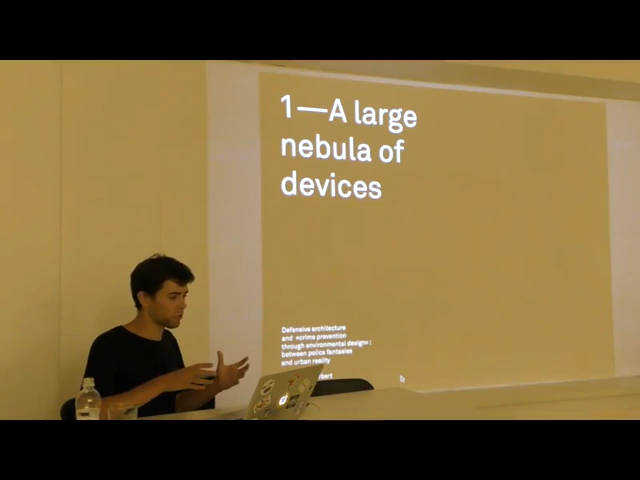 1—A large
nebula of
devices
Defensive architecture
and «crime prevention
through environmental design» :
between police fantasies
and urban reality